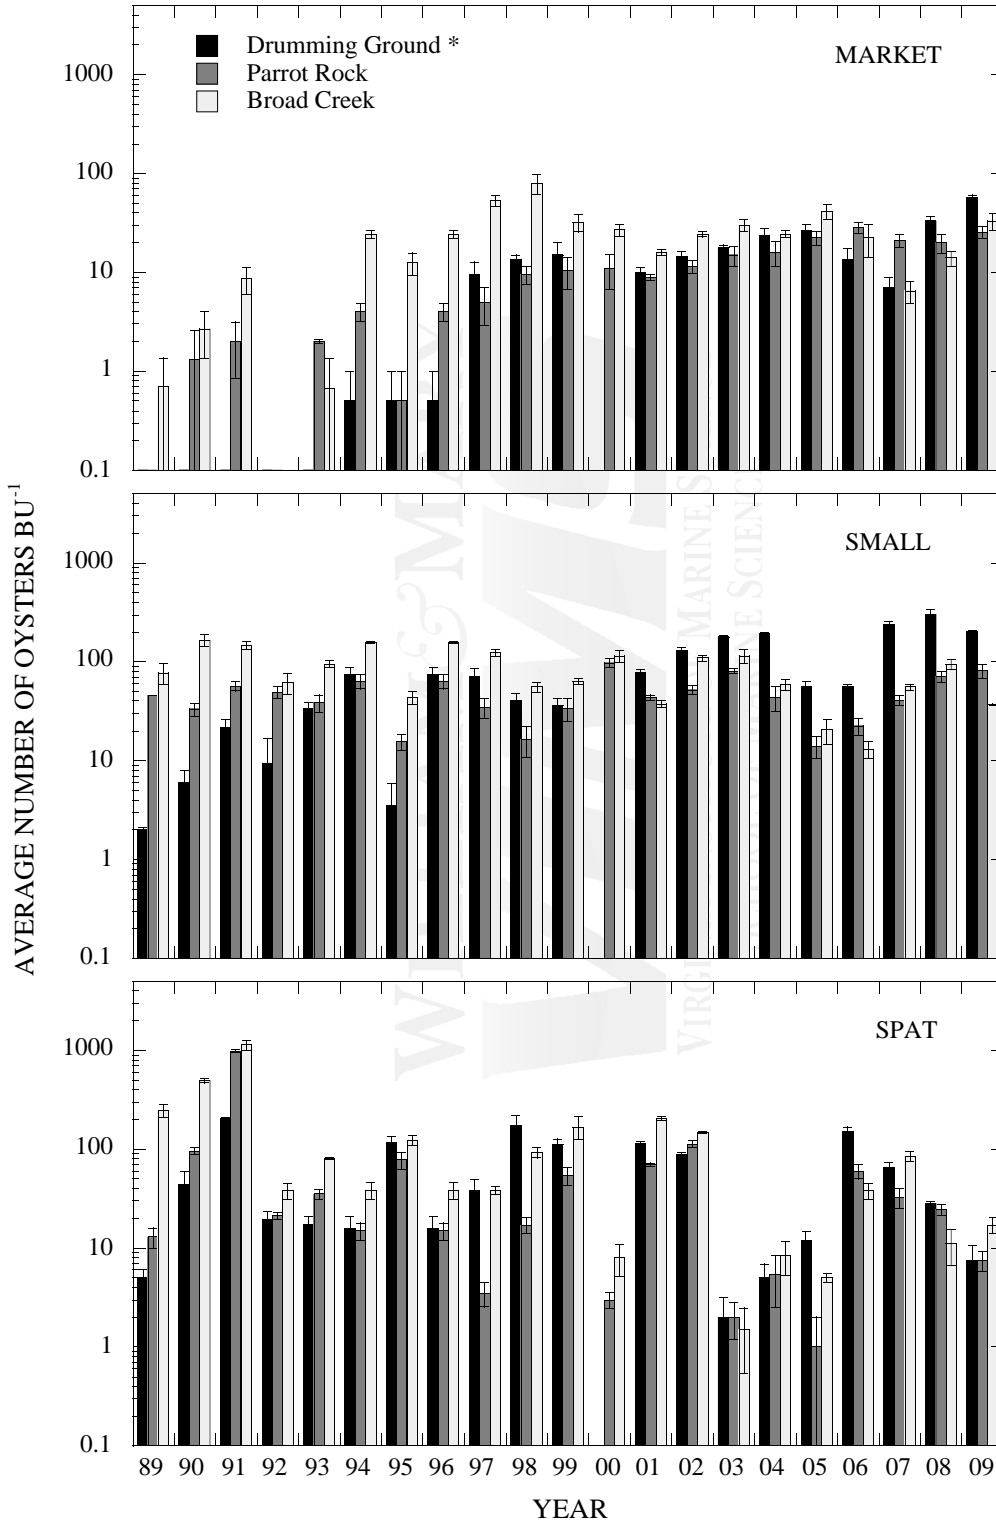 Drumming Ground *
Parrot Rock
Broad Creek
MARKET
1000
100
10
1
0.1
SMALL
1000
100
10
1
0.1
SPAT
1000
100
10
1
0.1
AVERAGE NUMBER OF OYSTERS BU-1
89 90 91 92 93 94 95 96 97 98 99 00 01 02 03 04 05 06 07 08 09
YEAR